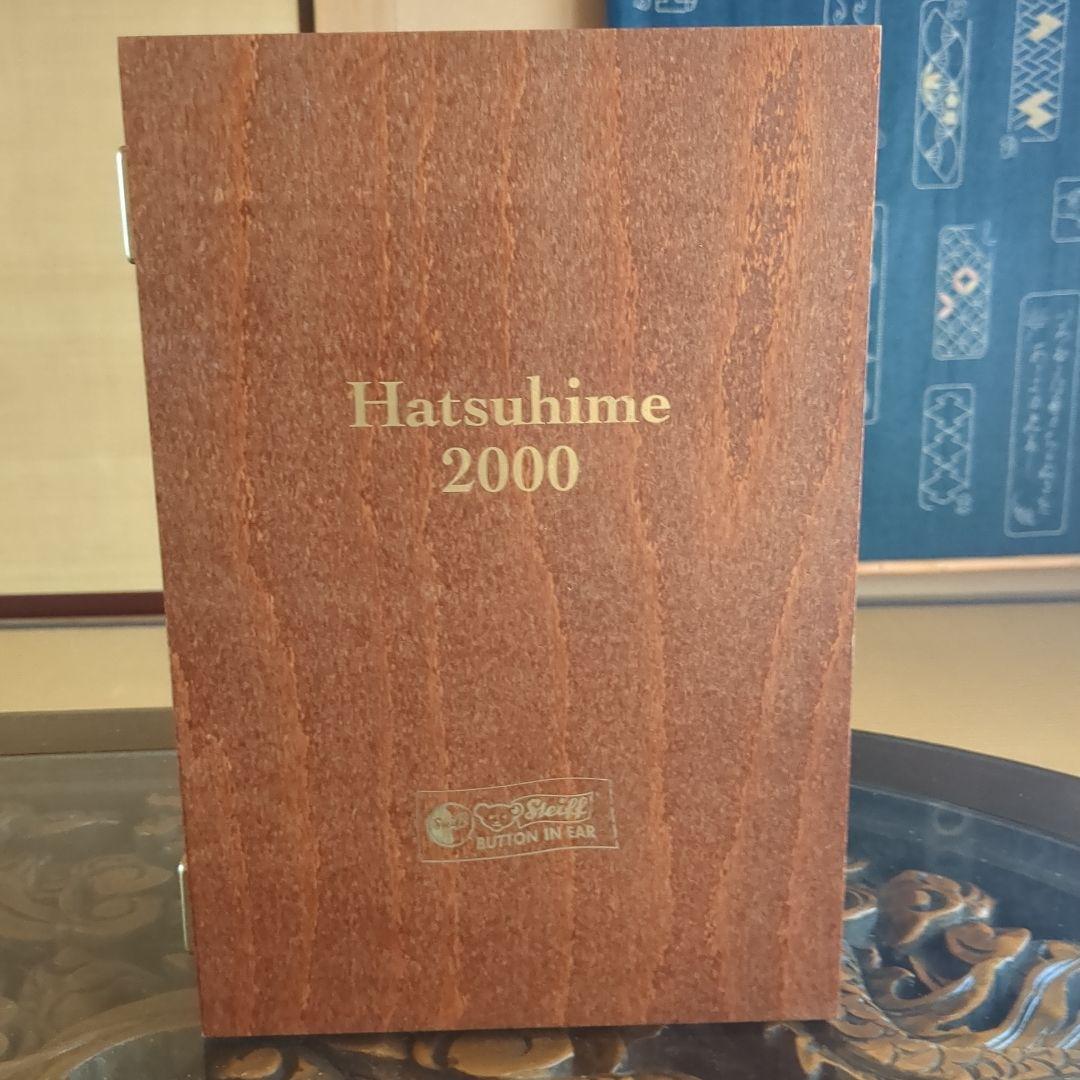 Hatsuhime
2000
Steiff
BUTTON IN EAR